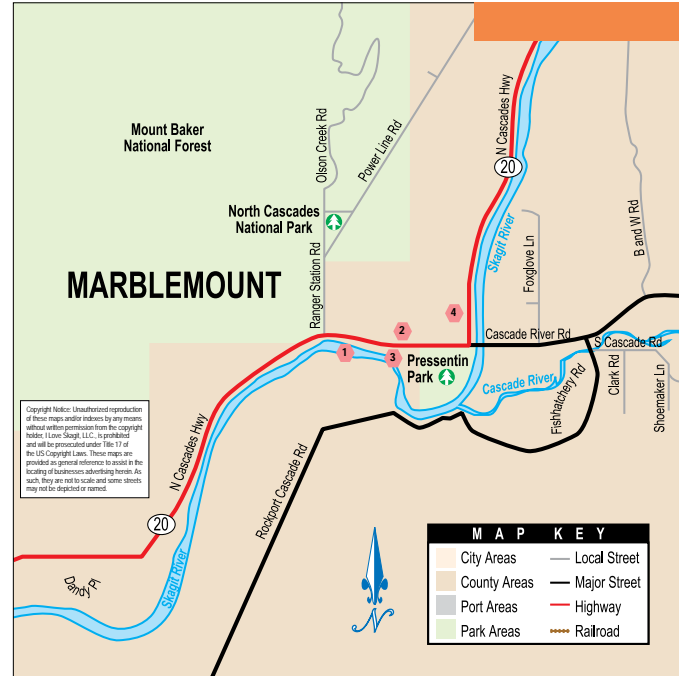 Mount Baker
National Forest
Olson Creek Rd
Power Line Rd
N Cascades Hwy
20
B and W Rd
North Cascades
National Park
Skagit River
Foxglove Ln
Ranger Station Rd
MARBLEMOUNT
4
2
1
3
Cascade River Rd
S Cascade Rd
Pressentin
Park
Cascade River
Fishhatchery Rd
Clark Rd
Shoemaker Ln
Copyright Notice: Unauthorized reproduction
of these maps and/or indexes by any means
without written permission from the copyright
holder, I Love Skagit, LLC., is prohibited
and will be prosecuted under Title 17 of
the US Copyright Laws. These maps are
provided as general reference to assist in the
locating of businesses advertising herein. As
such, they are not to scale and some streets
may not be depicted or named.
N Cascades Hwy
20
Rockport Cascade Rd
Dandy Pl
Skagit River
N
MAP KEY
City Areas
County Areas
Port Areas
Park Areas
Local Street
Major Street
Highway
Railroad